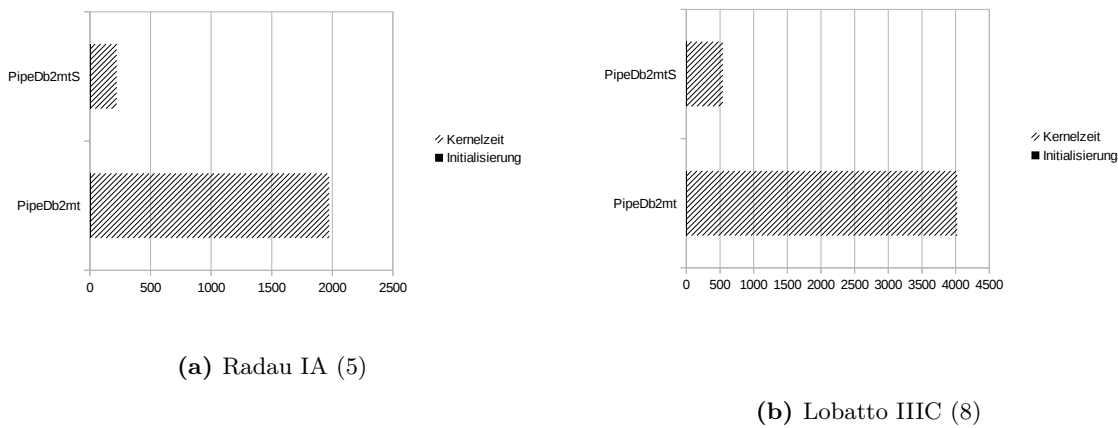 PipeDb2mtS
PipeDb2mt
0 500 1000 1500 2000 2500
Kernelzeit
Initialisierung
(a) Radau IA (5)
PipeDb2mtS
PipeDb2mt
0 500 1000 1500 2000 2500 3000 3500 4000 4500
Kernelzeit
Initialisierung
(b) Lobatto IIIC (8)